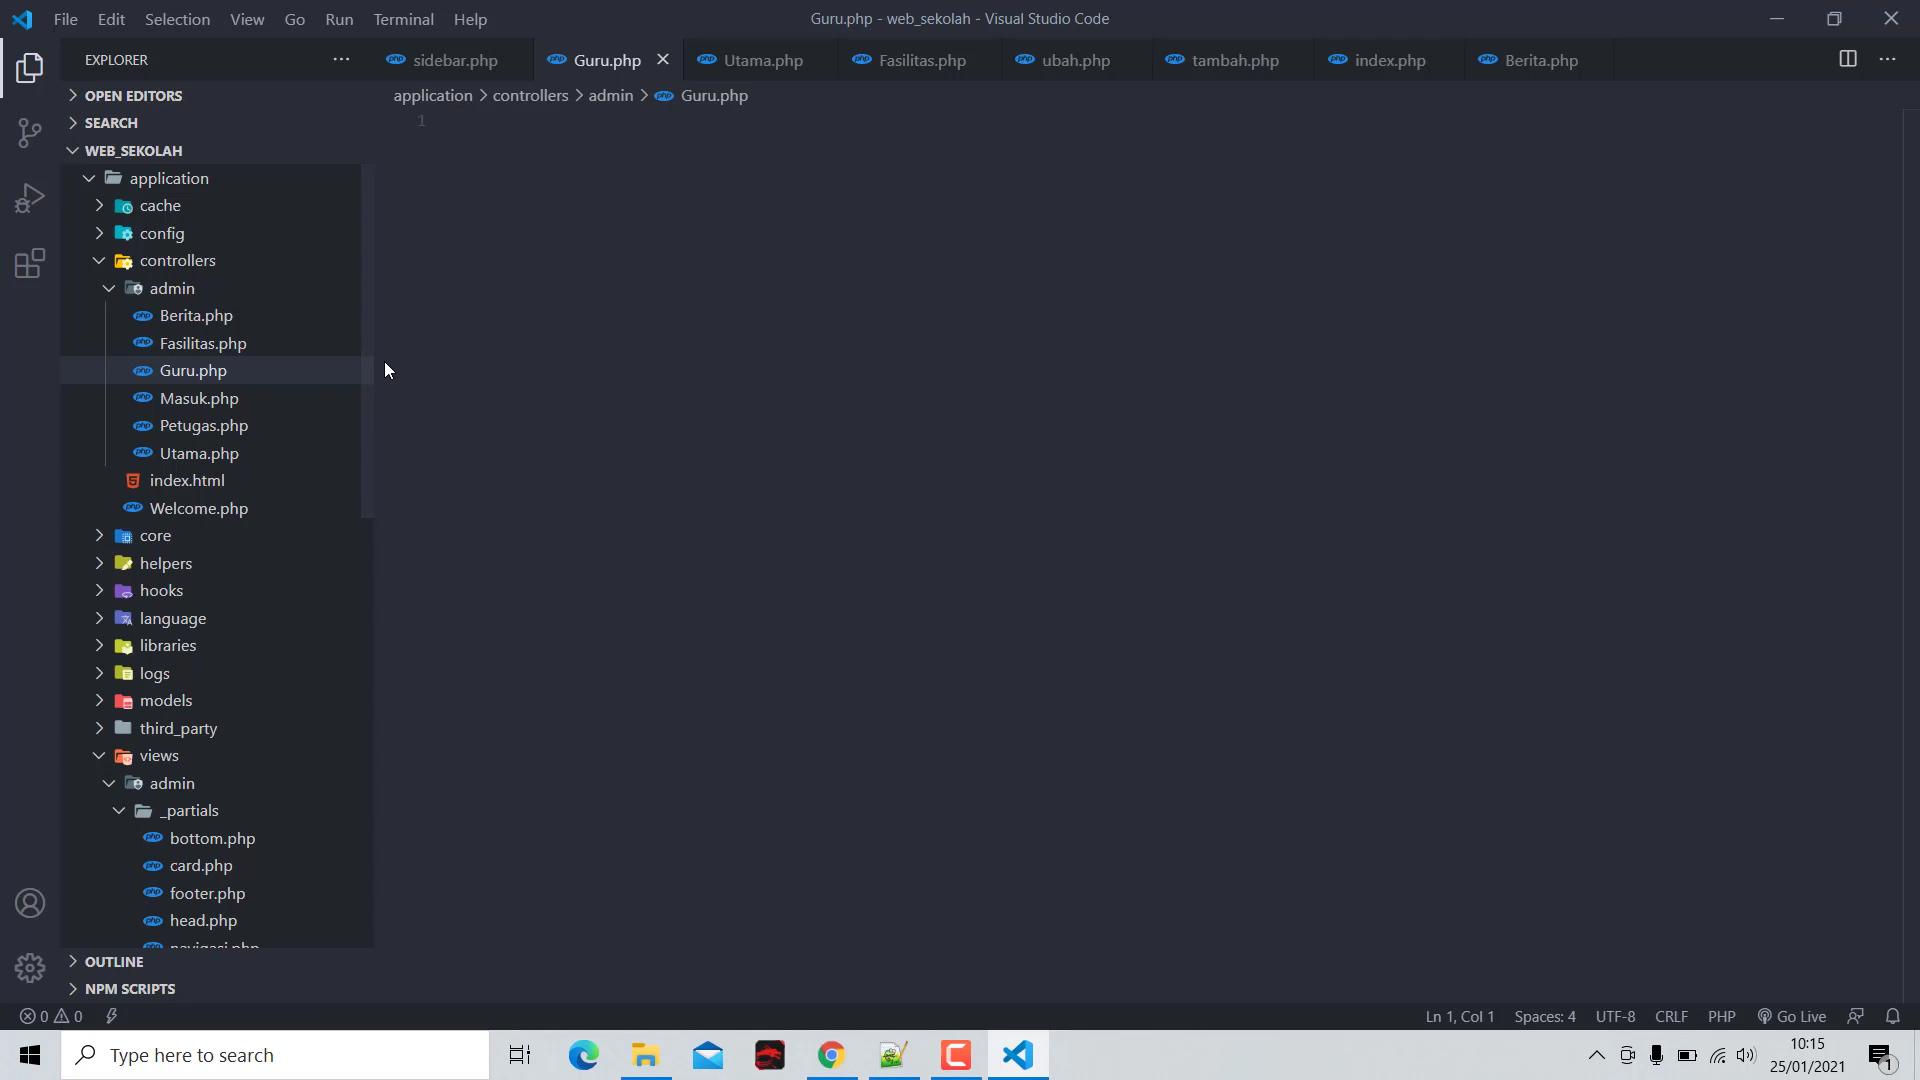 File Edit Selection View Go Run Terminal Help
Guru.php - web_sekolah - Visual Studio Code
EXPLORER
sidebar.php
Guru.php
Utama.php
Fasilitas.php
ubah.php
tambah.php
index.php
Berita.php
application > controllers > admin > Guru.php
1
OPEN EDITORS
SEARCH
WEB_SEKOLAH
application
cache
config
controllers
admin
Berita.php
Fasilitas.php
Guru.php
Masuk.php
Petugas.php
Utama.php
index.html
Welcome.php
core
helpers
hooks
language
libraries
logs
models
third_party
views
admin
_partials
bottom.php
card.php
footer.php
head.php
navigasi.php
OUTLINE
NPM SCRIPTS
0 0
Ln 1, Col 1
Spaces: 4
UTF-8
CRLF
PHP
Go Live
Type here to search
10:15
25/01/2021
1